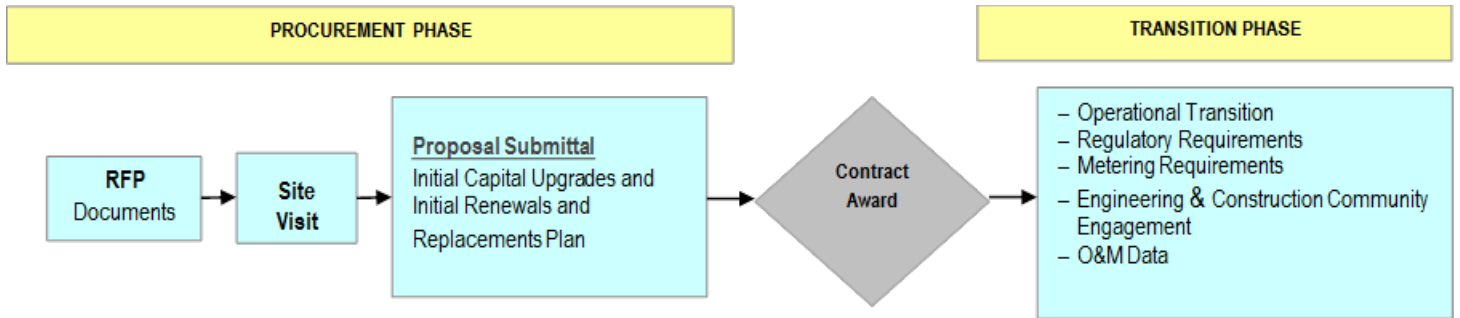 PROCUREMENT PHASE
TRANSITION PHASE
RFP
Documents
Site
Visit
Proposal Submittal
Initial Capital Upgrades and
Initial Renewals and
Replacements Plan
Contract
Award
– Operational Transition
– Regulatory Requirements
– Metering Requirements
– Engineering & Construction Community
Engagement
– O&M Data